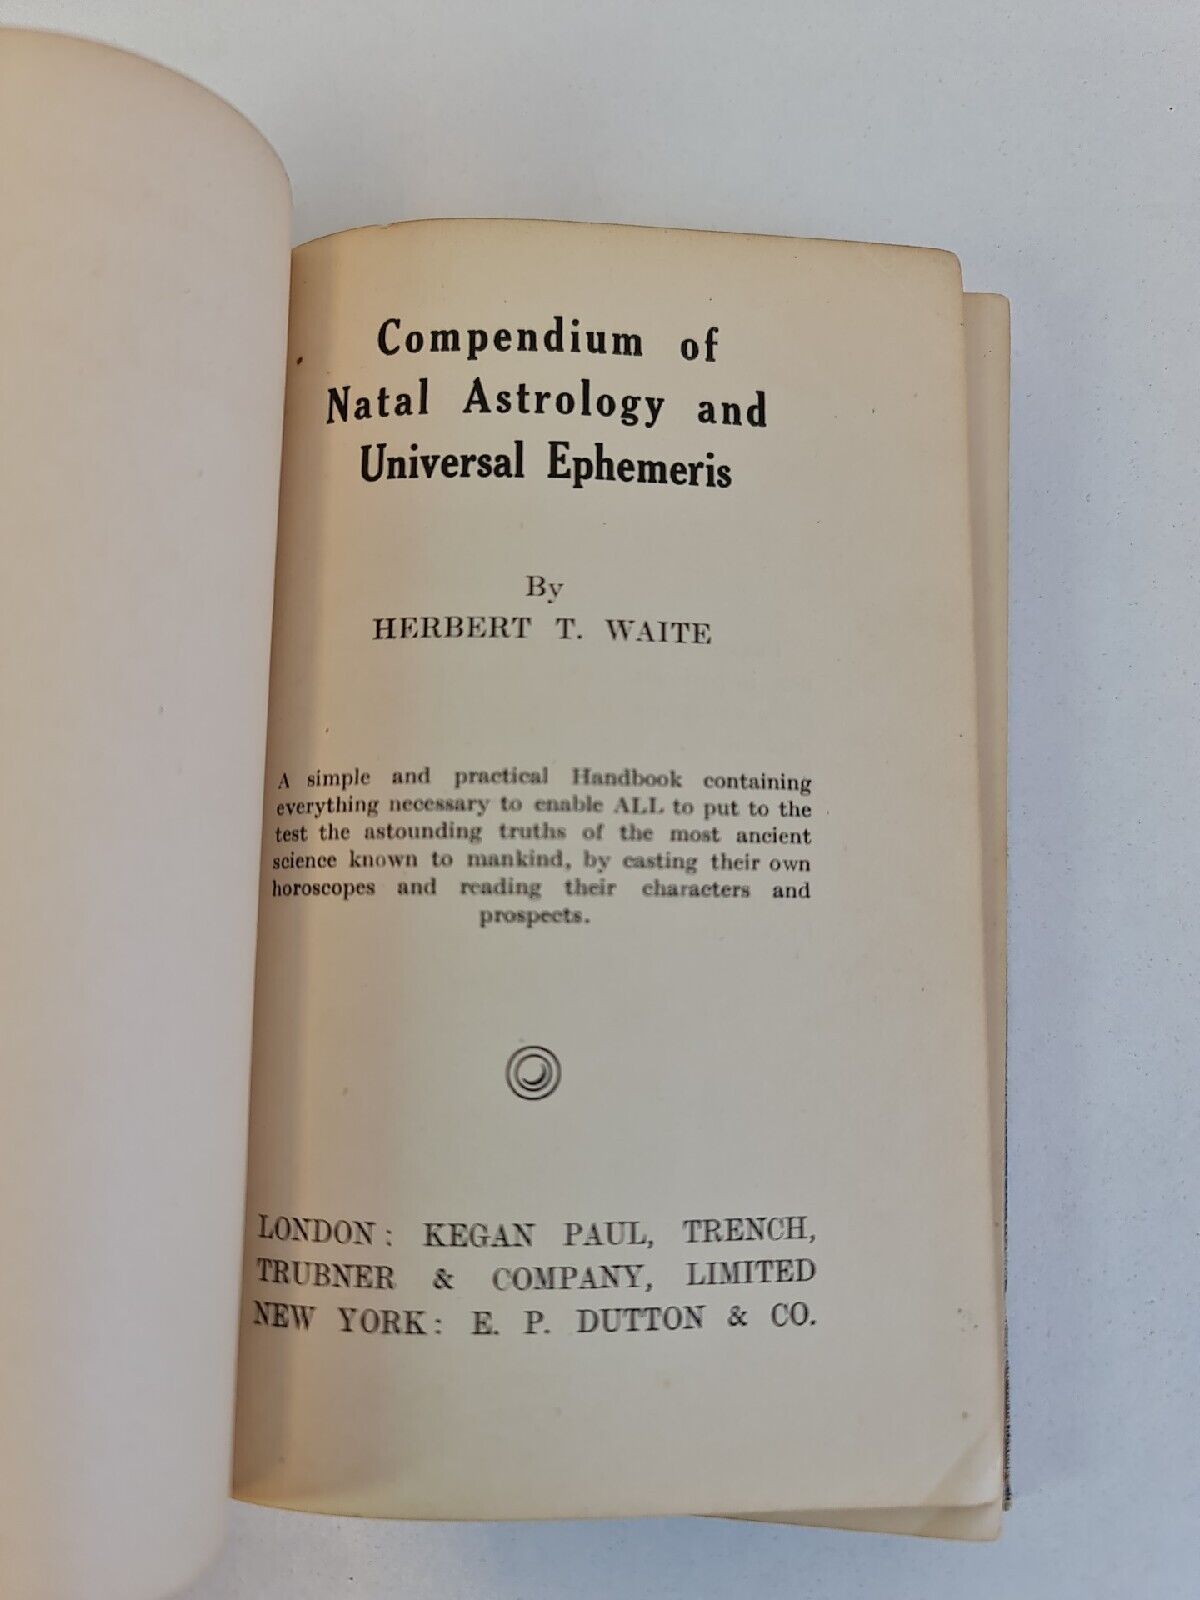 Compendium of
Natal Astrology and
Universal Ephemeris
By
HERBERT T. WAITE
A simple and practical Handbook containing
everything necessary to enable ALL to put to the
test the astounding truths of the most ancient
science known to mankind, by casting their own
horoscopes and reading their characters and
prospects.
LONDON: KEGAN PAUL, TRENCH,
TRUBNER & COMPANY, LIMITED
NEW YORK: E. P. DUTTON & CO.